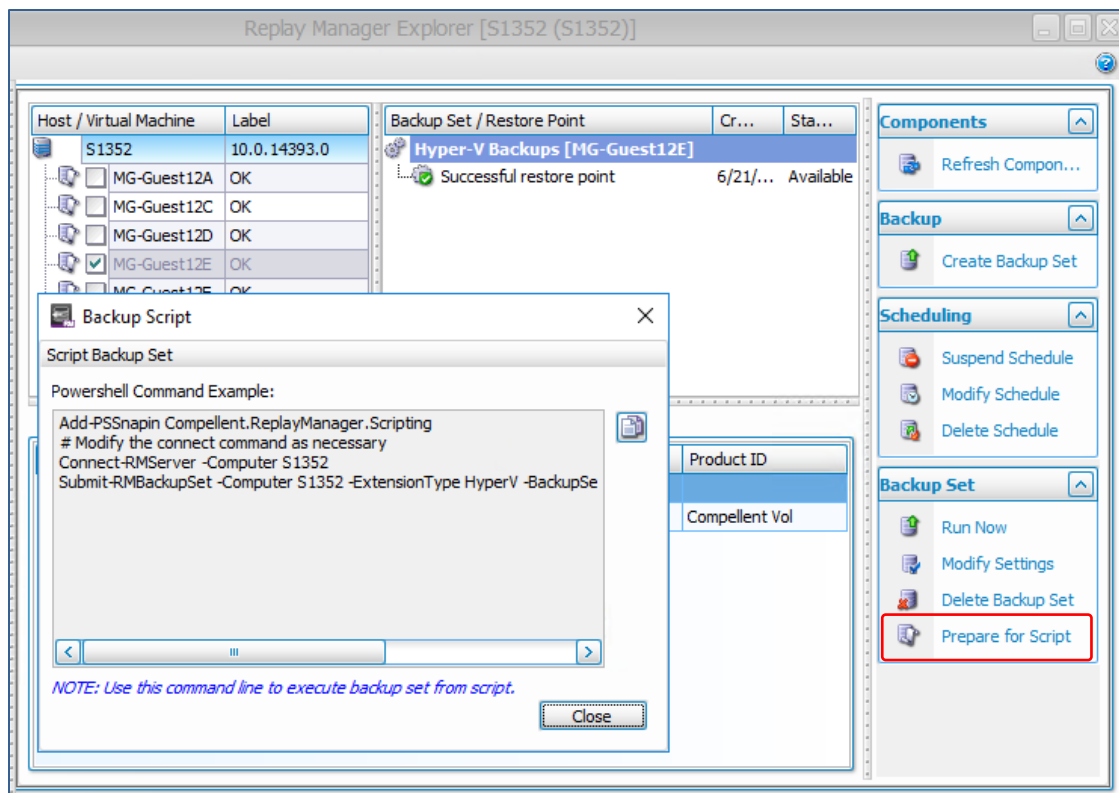 Replay Manager Explorer [S1352 (S1352)]
Host / Virtual Machine Label
S1352 10.0.14393.0
MG-Guest12A OK
MG-Guest12C OK
MG-Guest12D OK
MG-Guest12E OK
Backup Set / Restore Point Cr... Sta...
Hyper-V Backups [MG-Guest12E]
Successful restore point 6/21/... Available
Backup Script
Script Backup Set
Powershell Command Example:
Add-PSSnapin Compellent.ReplayManager.Scripting
# Modify the connect command as necessary
Connect-RMServer -Computer S1352
Submit-RMBackupSet -Computer S1352 -ExtensionType HyperV -BackupSe
NOTE: Use this command line to execute backup set from script.
Close
Product ID
Compellent Vol
Components
Refresh Compon...
Backup
Create Backup Set
Scheduling
Suspend Schedule
Modify Schedule
Delete Schedule
Backup Set
Run Now
Modify Settings
Delete Backup Set
Prepare for Script